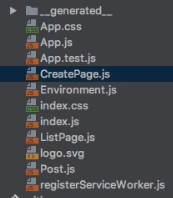 __generated__
App.css
App.js
App.test.js
CreatePage.js
Environment.js
index.css
index.js
ListPage.js
logo.svg
Post.js
registerServiceWorker.js